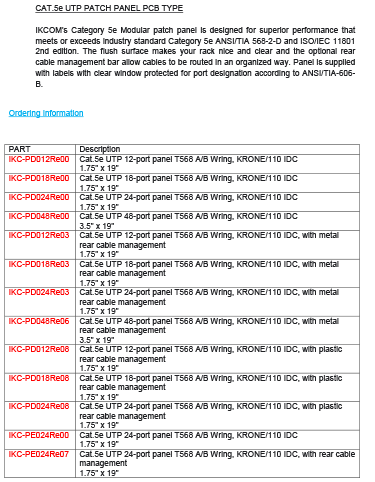 CAT.5e UTP PATCH PANEL PCB TYPE
IKCOM's Category 5e Modular patch panel is designed for superior performance that
meets or exceeds industry standard Category 5e ANSI/TIA 568-2-D and ISO/IEC 11801
2nd edition. The flush surface makes your rack nice and clear and the optional rear
cable management bar allow cables to be routed in an organized way. Panel is supplied
with labels with clear window protected for port designation according to ANSI/TIA-606-
B.
Ordering Information
PART Description
IKC-PD012Re00 Cat.5e UTP 12-port panel T568 A/B Wring, KRONE/110 IDC
1.75" x 19"
IKC-PD018Re00 Cat.5e UTP 18-port panel T568 A/B Wring, KRONE/110 IDC
1.75" x 19"
IKC-PD024Re00 Cat.5e UTP 24-port panel T568 A/B Wring, KRONE/110 IDC
1.75" x 19"
IKC-PD048Re00 Cat.5e UTP 48-port panel T568 A/B Wring, KRONE/110 IDC
3.5" x 19"
IKC-PD012Re03 Cat.5e UTP 12-port panel T568 A/B Wring, KRONE/110 IDC, with metal
rear cable management
1.75" x 19"
IKC-PD018Re03 Cat.5e UTP 18-port panel T568 A/B Wring, KRONE/110 IDC, with metal
rear cable management
1.75" x 19"
IKC-PD024Re03 Cat.5e UTP 24-port panel T568 A/B Wring, KRONE/110 IDC, with metal
rear cable management
1.75" x 19"
IKC-PD048Re06 Cat.5e UTP 48-port panel T568 A/B Wring, KRONE/110 IDC, with metal
rear cable management
3.5" x 19"
IKC-PD012Re08 Cat.5e UTP 12-port panel T568 A/B Wring, KRONE/110 IDC, with plastic
rear cable management
1.75" x 19"
IKC-PD018Re08 Cat.5e UTP 18-port panel T568 A/B Wring, KRONE/110 IDC, with plastic
rear cable management
1.75" x 19"
IKC-PD024Re08 Cat.5e UTP 24-port panel T568 A/B Wring, KRONE/110 IDC, with plastic
rear cable management
1.75" x 19"
IKC-PE024Re00 Cat.5e UTP 24-port panel T568 A/B Wring, KRONE/110 IDC
1.75" x 19"
IKC-PE024Re07 Cat.5e UTP 24-port panel T568 A/B Wring, KRONE/110 IDC, with rear cable
management
1.75" x 19"